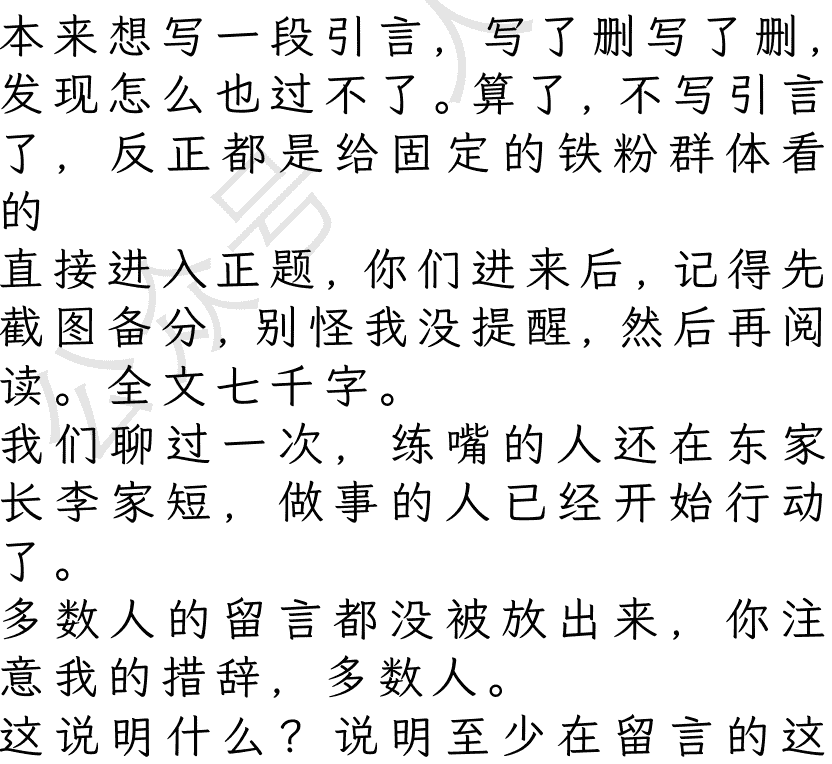 本来想写一段引言，写了删写了删，
发现怎么也过不了。算了，不写引言
了，反正都是给固定的铁粉群体看
的
直接进入正题，你们进来后，记得先
截图备分，别怪我没提醒，然后再阅
读。全文七千字。
我们聊过一次，练嘴的人还在东家
长李家短，做事的人已经开始行动
了。
多数人的留言都没被放出来，你注
意我的措辞，多数人。
这说明什么？说明至少在留言的这
公众号 人